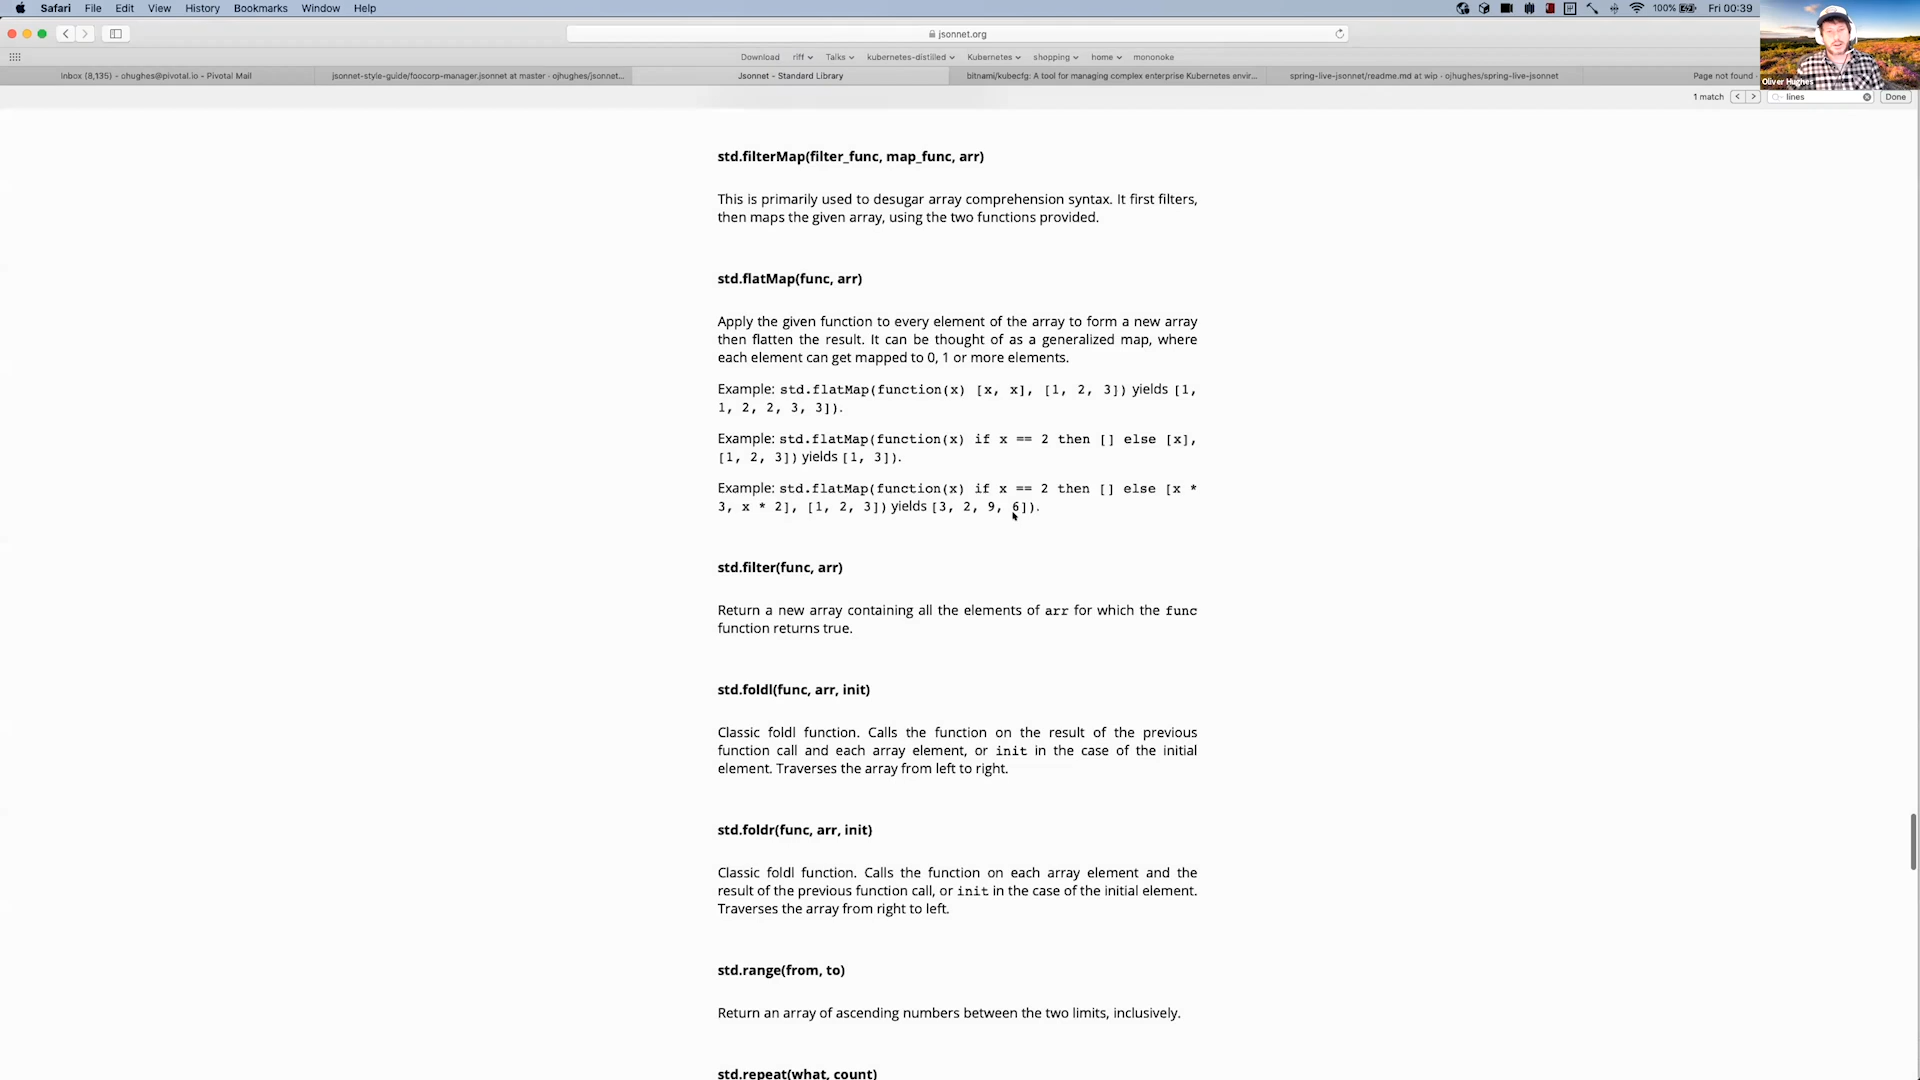 Safari File Edit View History Bookmarks Window Help 100% Fri 00:39
jsonnet.org
Download riff Talks kubernetes-distilled Kubernetes shopping home mononoke
Inbox (8,135) - ohughes@pivotal.io - Pivotal Mail jsonnet-style-guide/foocorp-manager.jsonnet at master · ojhughes/jsonnet... Jsonnet - Standard Library bitnami/kubecfg: A tool for managing complex enterprise Kubernetes envir... spring-live-jsonnet/readme.md at wip · ojhughes/spring-live-jsonnet Page not found
Oliver Hughes
1 match lines Done
std.filterMap(filter_func, map_func, arr)
This is primarily used to desugar array comprehension syntax. It first filters,
then maps the given array, using the two functions provided.
std.flatMap(func, arr)
Apply the given function to every element of the array to form a new array
then flatten the result. It can be thought of as a generalized map, where
each element can get mapped to 0, 1 or more elements.
Example: std.flatMap(function(x) [x, x], [1, 2, 3]) yields [1,
1, 2, 2, 3, 3]).
Example: std.flatMap(function(x) if x == 2 then [] else [x],
[1, 2, 3]) yields [1, 3]).
Example: std.flatMap(function(x) if x == 2 then [] else [x *
3, x * 2], [1, 2, 3]) yields [3, 2, 9, 6]).
std.filter(func, arr)
Return a new array containing all the elements of arr for which the func
function returns true.
std.foldl(func, arr, init)
Classic foldl function. Calls the function on the result of the previous
function call and each array element, or init in the case of the initial
element. Traverses the array from left to right.
std.foldr(func, arr, init)
Classic foldl function. Calls the function on each array element and the
result of the previous function call, or init in the case of the initial element.
Traverses the array from right to left.
std.range(from, to)
Return an array of ascending numbers between the two limits, inclusively.
std.repeat(what, count)